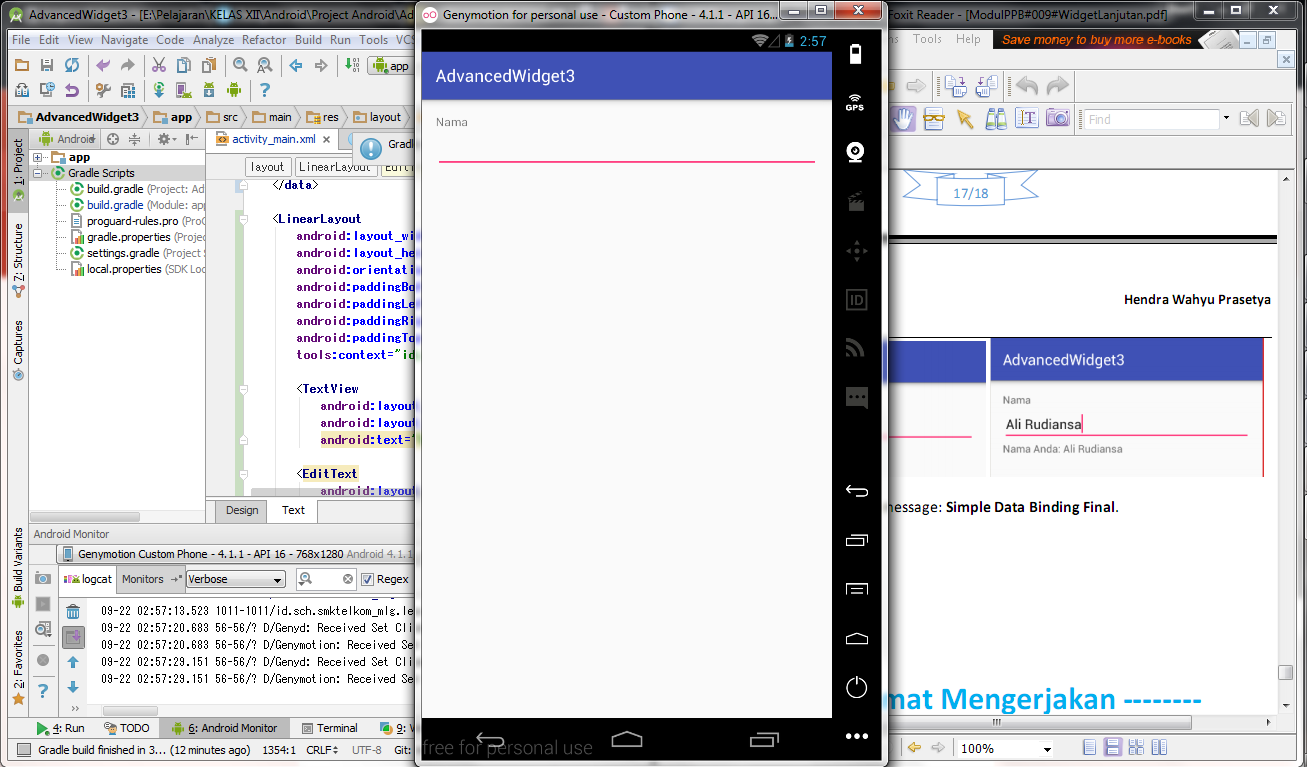 AdvancedWidget3 - [E:\Pelajaran\KELAS XII\Android\Project Android\Ad
File Edit View Navigate Code Analyze Refactor Build Run Tools VCS
app
AdvancedWidget3 app src main res layout
Android
activity_main.xml
Gradl
1: Project
Z: Structure
Captures
Build Variants
2: Favorites
app
Gradle Scripts
build.gradle (Project: Ad
build.gradle (Module: app
proguard-rules.pro (ProG
gradle.properties (Projec
settings.gradle (Project S
local.properties (SDK Loc
layout LinearLayout
</data>
<LinearLayout
android:layout_wi
android:layout_he
android:orientati
android:paddingBo
android:paddingLe
android:paddingRi
android:paddingTo
tools:context="id
<TextView
android:layout
android:layout
android:text="
<EditText
android:layout
Design Text
Android Monitor
Genymotion Custom Phone - 4.1.1 - API 16 - 768x1280 Android 4.1.1
logcat Monitors Verbose Regex
09-22 02:57:13.523 1011-1011/id.sch.smktelkom_mlg.le
09-22 02:57:20.683 56-56/? D/Genyd: Received Set Cli
09-22 02:57:20.683 56-56/? D/Genymotion: Received Se
09-22 02:57:29.151 56-56/? D/Genyd: Received Set Cli
09-22 02:57:29.151 56-56/? D/Genymotion: Received Se
4: Run TODO 6: Android Monitor Terminal 9:
Gradle build finished in 3... (12 minutes ago) 1354:1 CRLF UTF-8 Git:
Genymotion for personal use - Custom Phone - 4.1.1 - API 16...
2:57
AdvancedWidget3
Nama
GPS
ID
free for personal use
Foxit Reader - [ModulPPB#009#WidgetLanjutan.pdf]
Tools Help
Save money to buy more e-books
Find
17/18
Hendra Wahyu Prasetya
AdvancedWidget3
Nama
Ali Rudiansa
Nama Anda: Ali Rudiansa
essage: Simple Data Binding Final.
mat Mengerjakan --------
100%